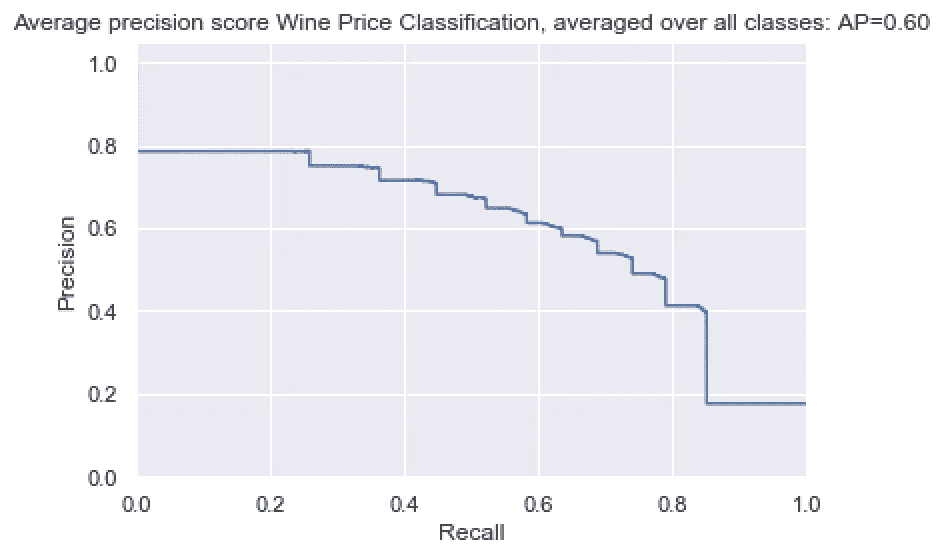 Average precision score Wine Price Classification, averaged over all classes: AP=0.60
1.0
0.8
0.6
0.4
0.2
0.0
Precision
0.0 0.2 0.4 0.6 0.8 1.0
Recall